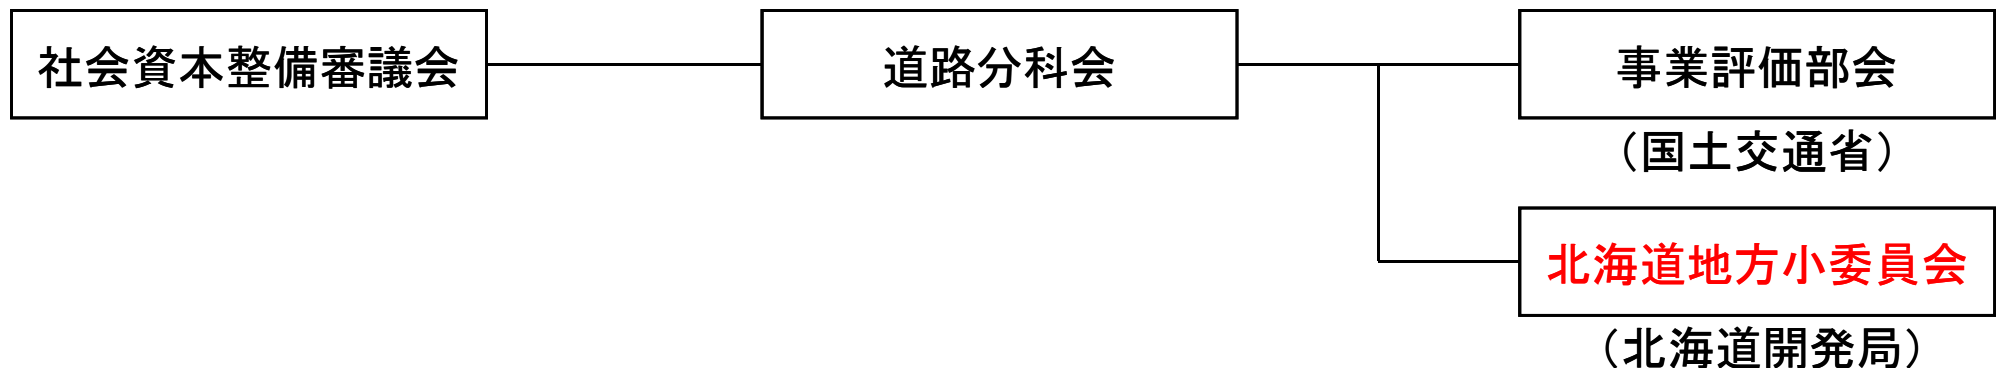 社会資本整備審議会
道路分科会
事業評価部会
（国土交通省）
北海道地方小委員会
（北海道開発局）